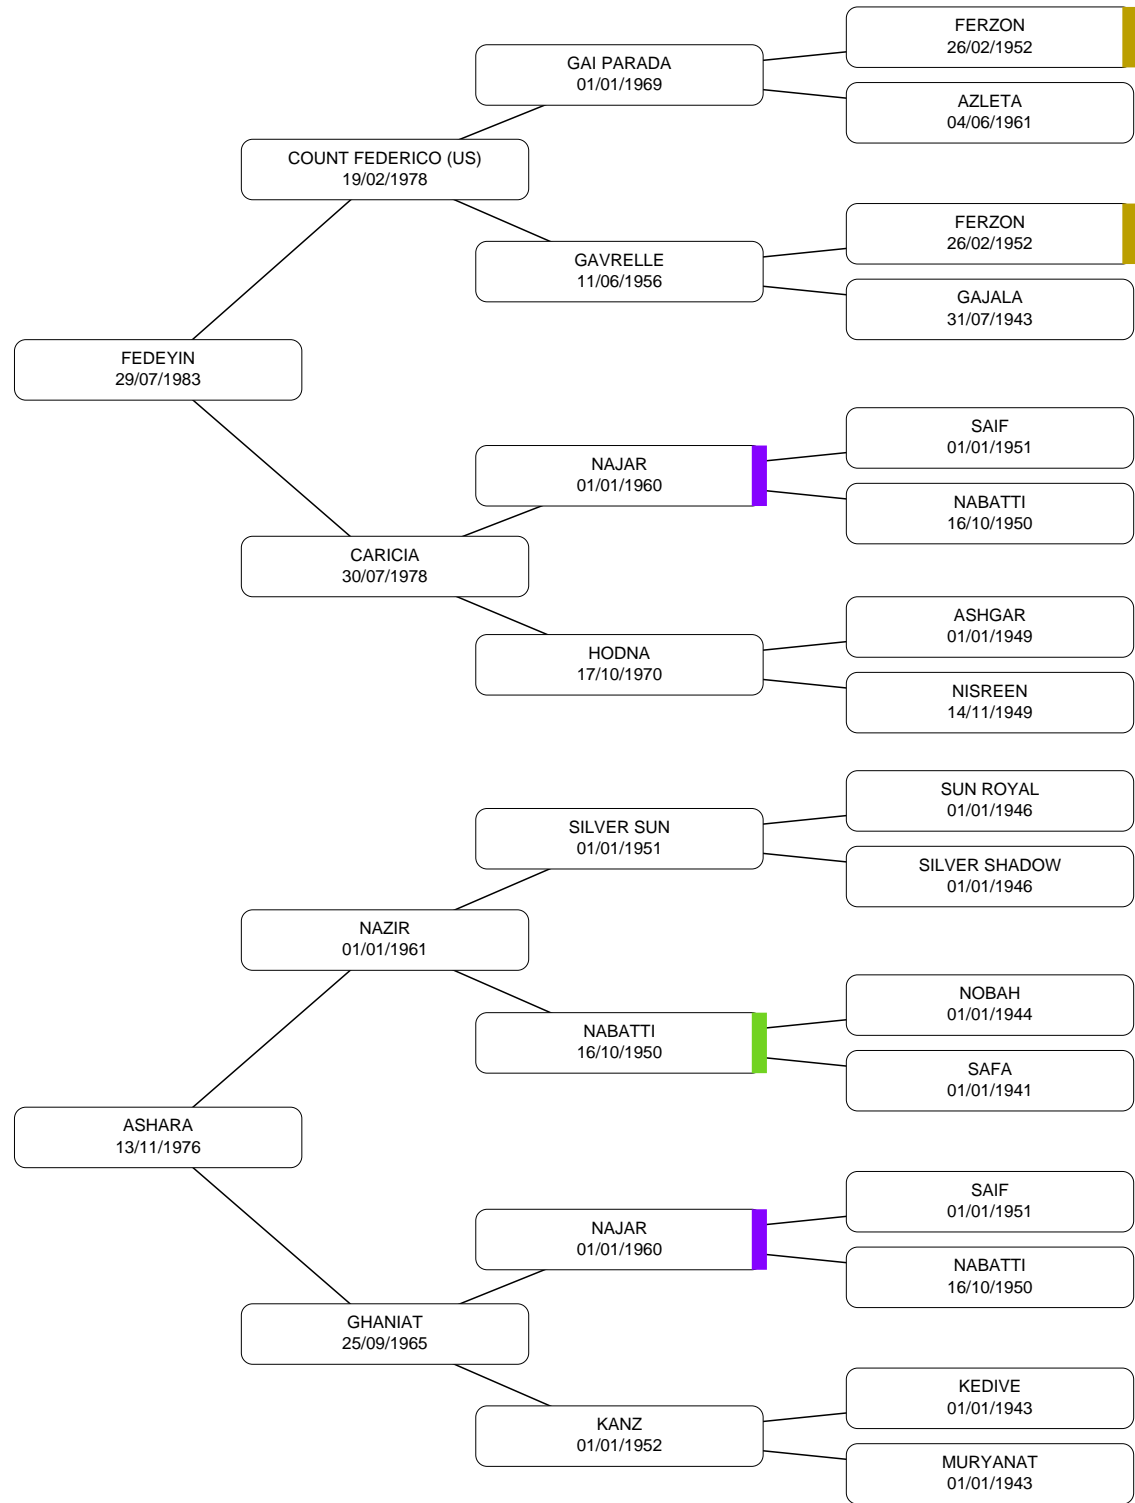 FERZON
26/02/1952
GAI PARADA
01/01/1969
AZLETA
04/06/1961
COUNT FEDERICO (US)
19/02/1978
FERZON
26/02/1952
GAVRELLE
11/06/1956
GAJALA
31/07/1943
FEDEYIN
29/07/1983
SAIF
01/01/1951
NAJAR
01/01/1960
NABATTI
16/10/1950
CARICIA
30/07/1978
ASHGAR
01/01/1949
HODNA
17/10/1970
NISREEN
14/11/1949
SUN ROYAL
01/01/1946
SILVER SUN
01/01/1951
SILVER SHADOW
01/01/1946
NAZIR
01/01/1961
NOBAH
01/01/1944
NABATTI
16/10/1950
SAFA
01/01/1941
ASHARA
13/11/1976
SAIF
01/01/1951
NAJAR
01/01/1960
NABATTI
16/10/1950
GHANIAT
25/09/1965
KEDIVE
01/01/1943
KANZ
01/01/1952
MURYANAT
01/01/1943